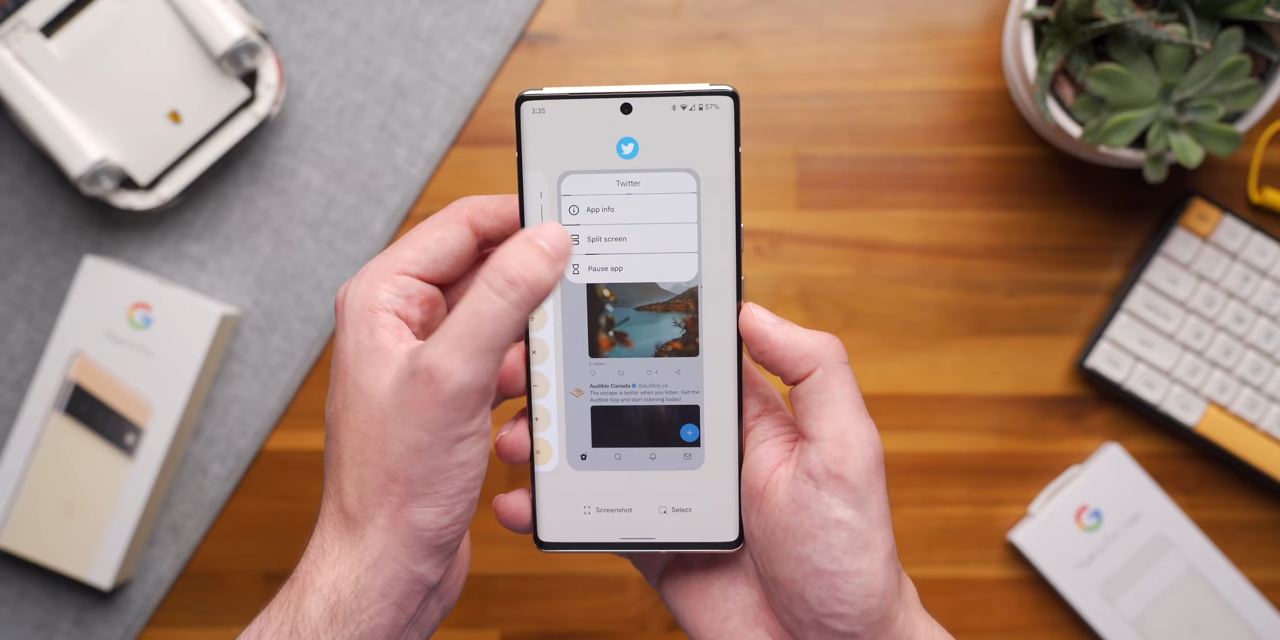 3:35
57%
Twitter
App info
Split screen
Pause app
Audible Canada @audible_ca
The escape is better when you listen. Get the
Audible App and start listening today!
Screenshot
Select